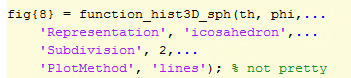 fig{8} = function_hist3D_sph(th, phi,...
'Representation', 'icosahedron',...
'Subdivision', 2,...
'PlotMethod', 'lines'); % not pretty